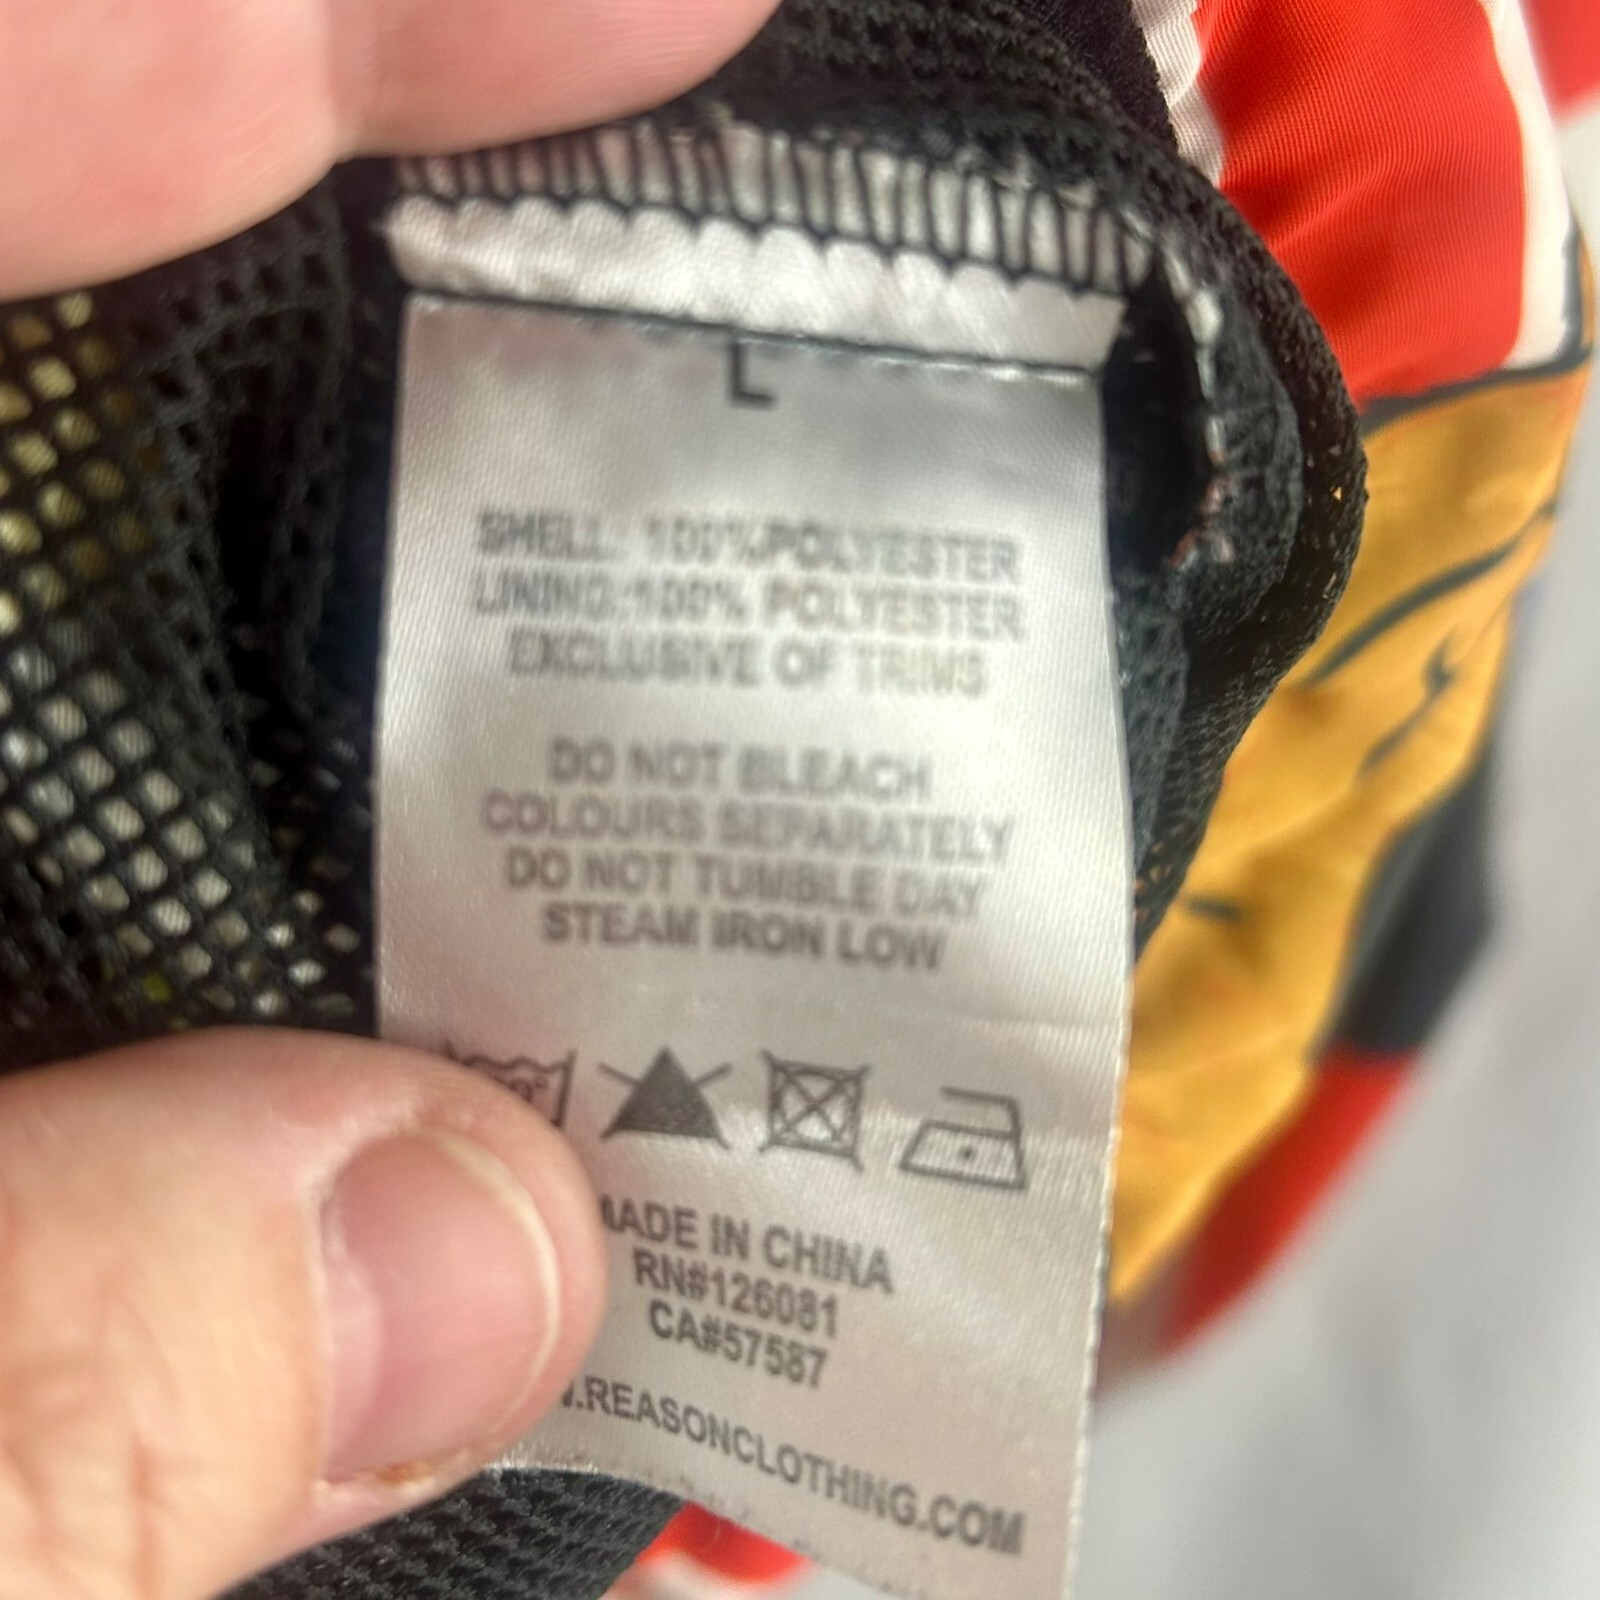 L
SHELL: 100%POLYESTER
LINING:100% POLYESTER
EXCLUSIVE OF TRIMS
DO NOT BLEACH
COLOURS SEPARATELY
DO NOT TUMBLE DAY
STEAM IRON LOW
MADE IN CHINA
RN#126081
CA#57587
.REASONCLOTHING.COM